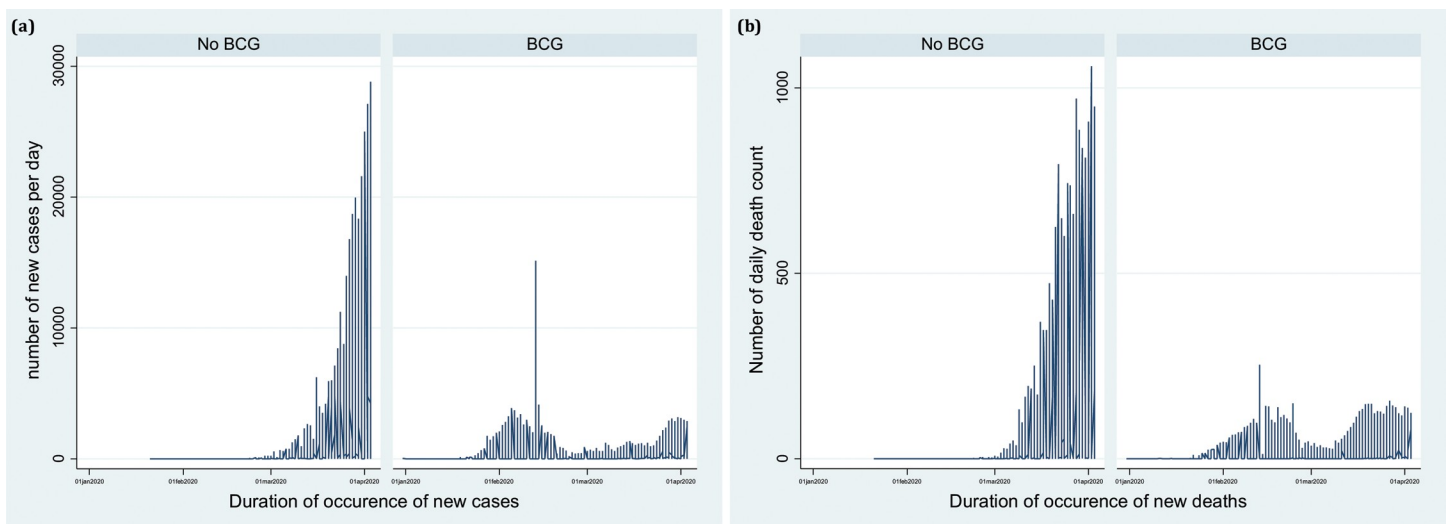 (a)
No BCG
BCG
number of new cases per day
30000
20000
10000
0
01jan2020 01feb2020 01mar2020 01apr2020
01jan2020 01feb2020 01mar2020 01apr2020
Duration of occurence of new cases
(b)
No BCG
BCG
Number of daily death count
1000
500
0
01jan2020 01feb2020 01mar2020 01apr2020
01jan2020 01feb2020 01mar2020 01apr2020
Duration of occurence of new deaths